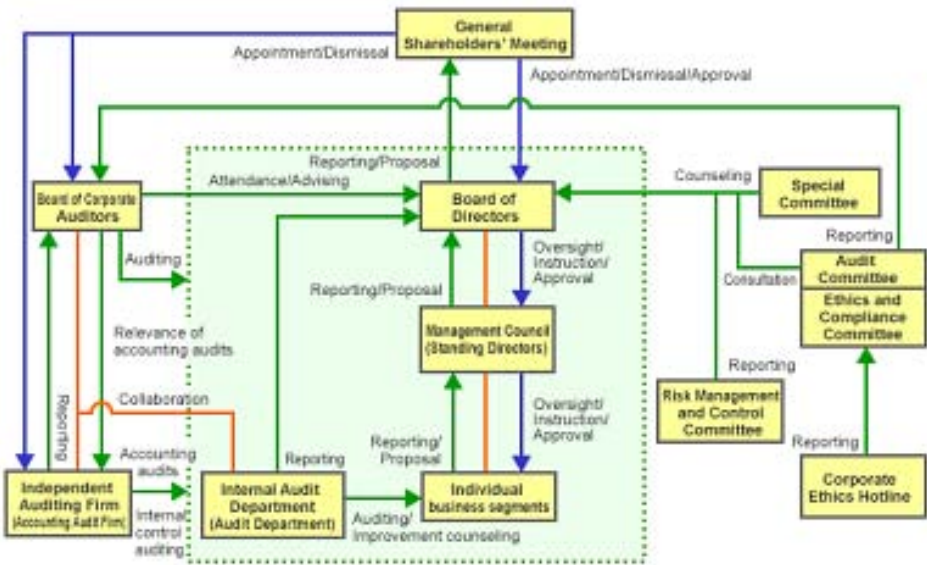 General
Shareholders' Meeting
Appointment/Dismissal
Appointment/Dismissal/Approval
Reporting/Proposal
Attendance/Advising
Counseling
Special
Committee
Board of Corporate
Auditors
Board of
Directors
Reporting
Audit
Committee
Consultation
Ethics and
Compliance
Committee
Auditing
Oversight/
Instruction/
Approval
Reporting/Proposal
Management Council
(Standing Directors)
Relevance of
accounting audits
Reporting
Risk Management
and Control
Committee
Collaboration
Oversight/
Instruction/
Approval
Reporting
Reporting/
Proposal
Reporting
Accounting
audits
Reporting
Corporate
Ethics Hotline
Independent
Auditing Firm
(Accounting Audit Firm)
Internal Audit
Department
(Audit Department)
Individual
business segments
Internal
control
auditing
Auditing/
Improvement counseling